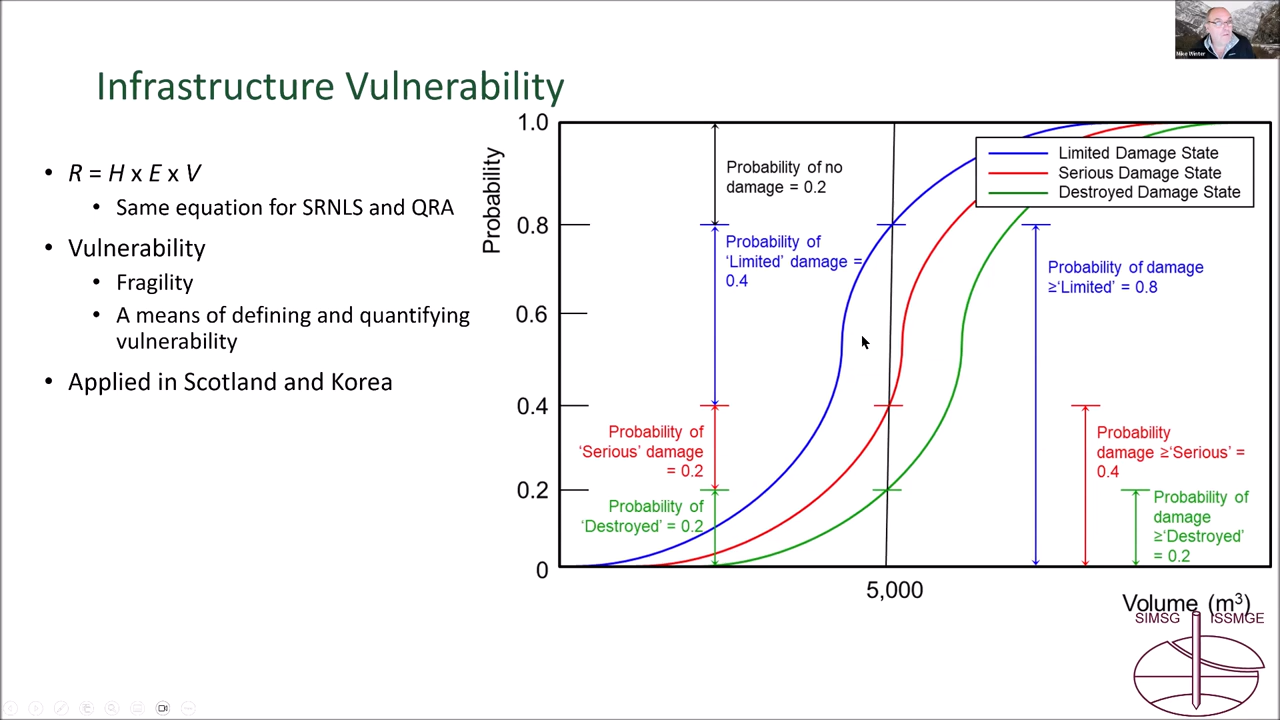 Mike Winter
Infrastructure Vulnerability
• R = H x E x V
• Same equation for SRNLS and QRA
• Vulnerability
• Fragility
• A means of defining and quantifying
vulnerability
• Applied in Scotland and Korea
Probability
1.0
0.8
0.6
0.4
0.2
0
Probability of no
damage = 0.2
Probability of
‘Limited’ damage =
0.4
Probability of
‘Serious’ damage
= 0.2
Probability of
‘Destroyed’ = 0.2
Limited Damage State
Serious Damage State
Destroyed Damage State
Probability of damage
≥‘Limited’ = 0.8
Probability
damage ≥‘Serious’ =
0.4
Probability of
damage
≥‘Destroyed’
= 0.2
5,000
Volume (m³)
SIMSG ISSMGE